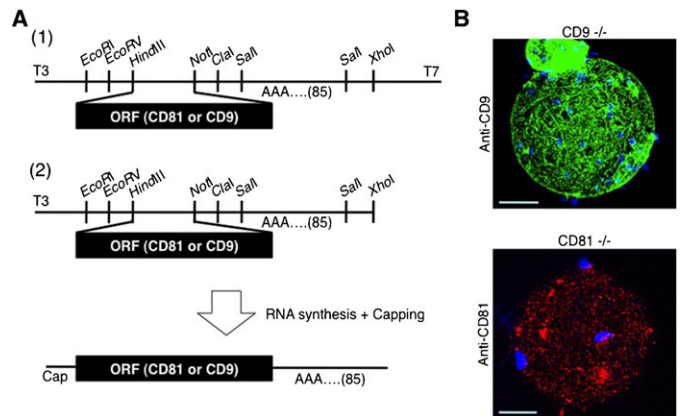 A
(1)
EcoRI EcoRV HindIII NotI ClaI SalI SalI XhoI
T3 T7
AAA....(85)
ORF (CD81 or CD9)
(2)
EcoRI EcoRV HindIII NotI ClaI SalI SalI XhoI
T3
AAA....(85)
ORF (CD81 or CD9)
RNA synthesis + Capping
ORF (CD81 or CD9)
Cap AAA....(85)
B
CD9 -/-
Anti-CD9
CD81 -/-
Anti-CD81